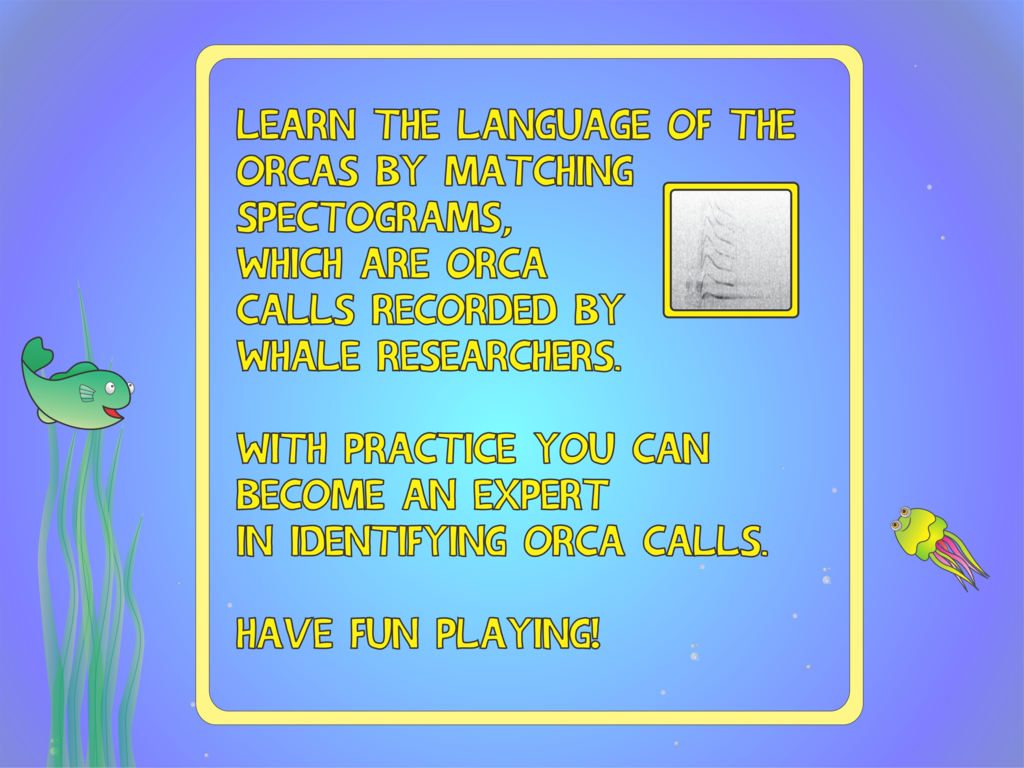 LEARN THE LANGUAGE OF THE
ORCAS BY MATCHING
SPECTOGRAMS,
WHICH ARE ORCA
CALLS RECORDED BY
WHALE RESEARCHERS.
WITH PRACTICE YOU CAN
BECOME AN EXPERT
IN IDENTIFYING ORCA CALLS.
HAVE FUN PLAYING!